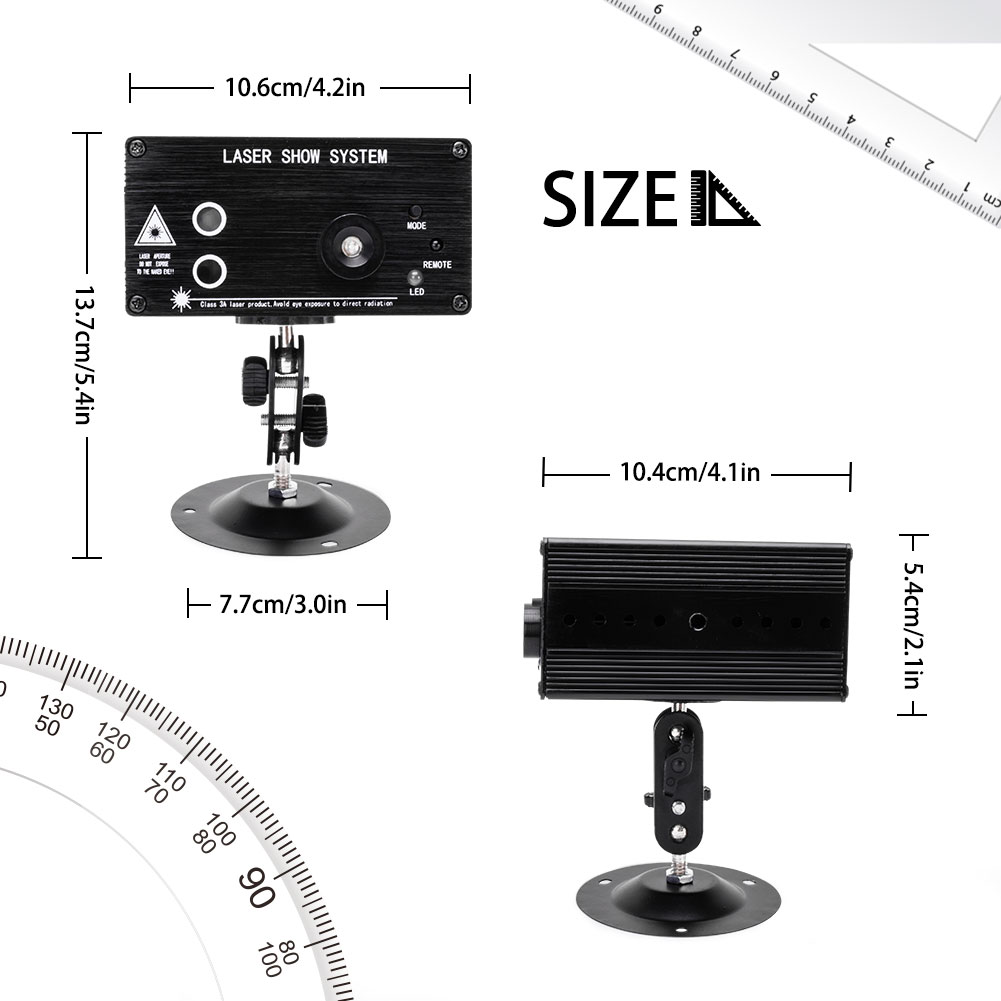 10.6cm/4.2in
LASER SHOW SYSTEM
MODE
REMOTE
LED
LASER APERTURE
DO NOT EXPOSE
TO THE NAKED EYE!!
Class 3A laser product. Avoid eye exposure to direct radiation
13.7cm/5.4in
7.7cm/3.0in
SIZE
9 8 7 6 5 4 3 2 1 cm
10.4cm/4.1in
5.4cm/2.1in
0
130
50
120
60
110
70
100
80
90
80
100